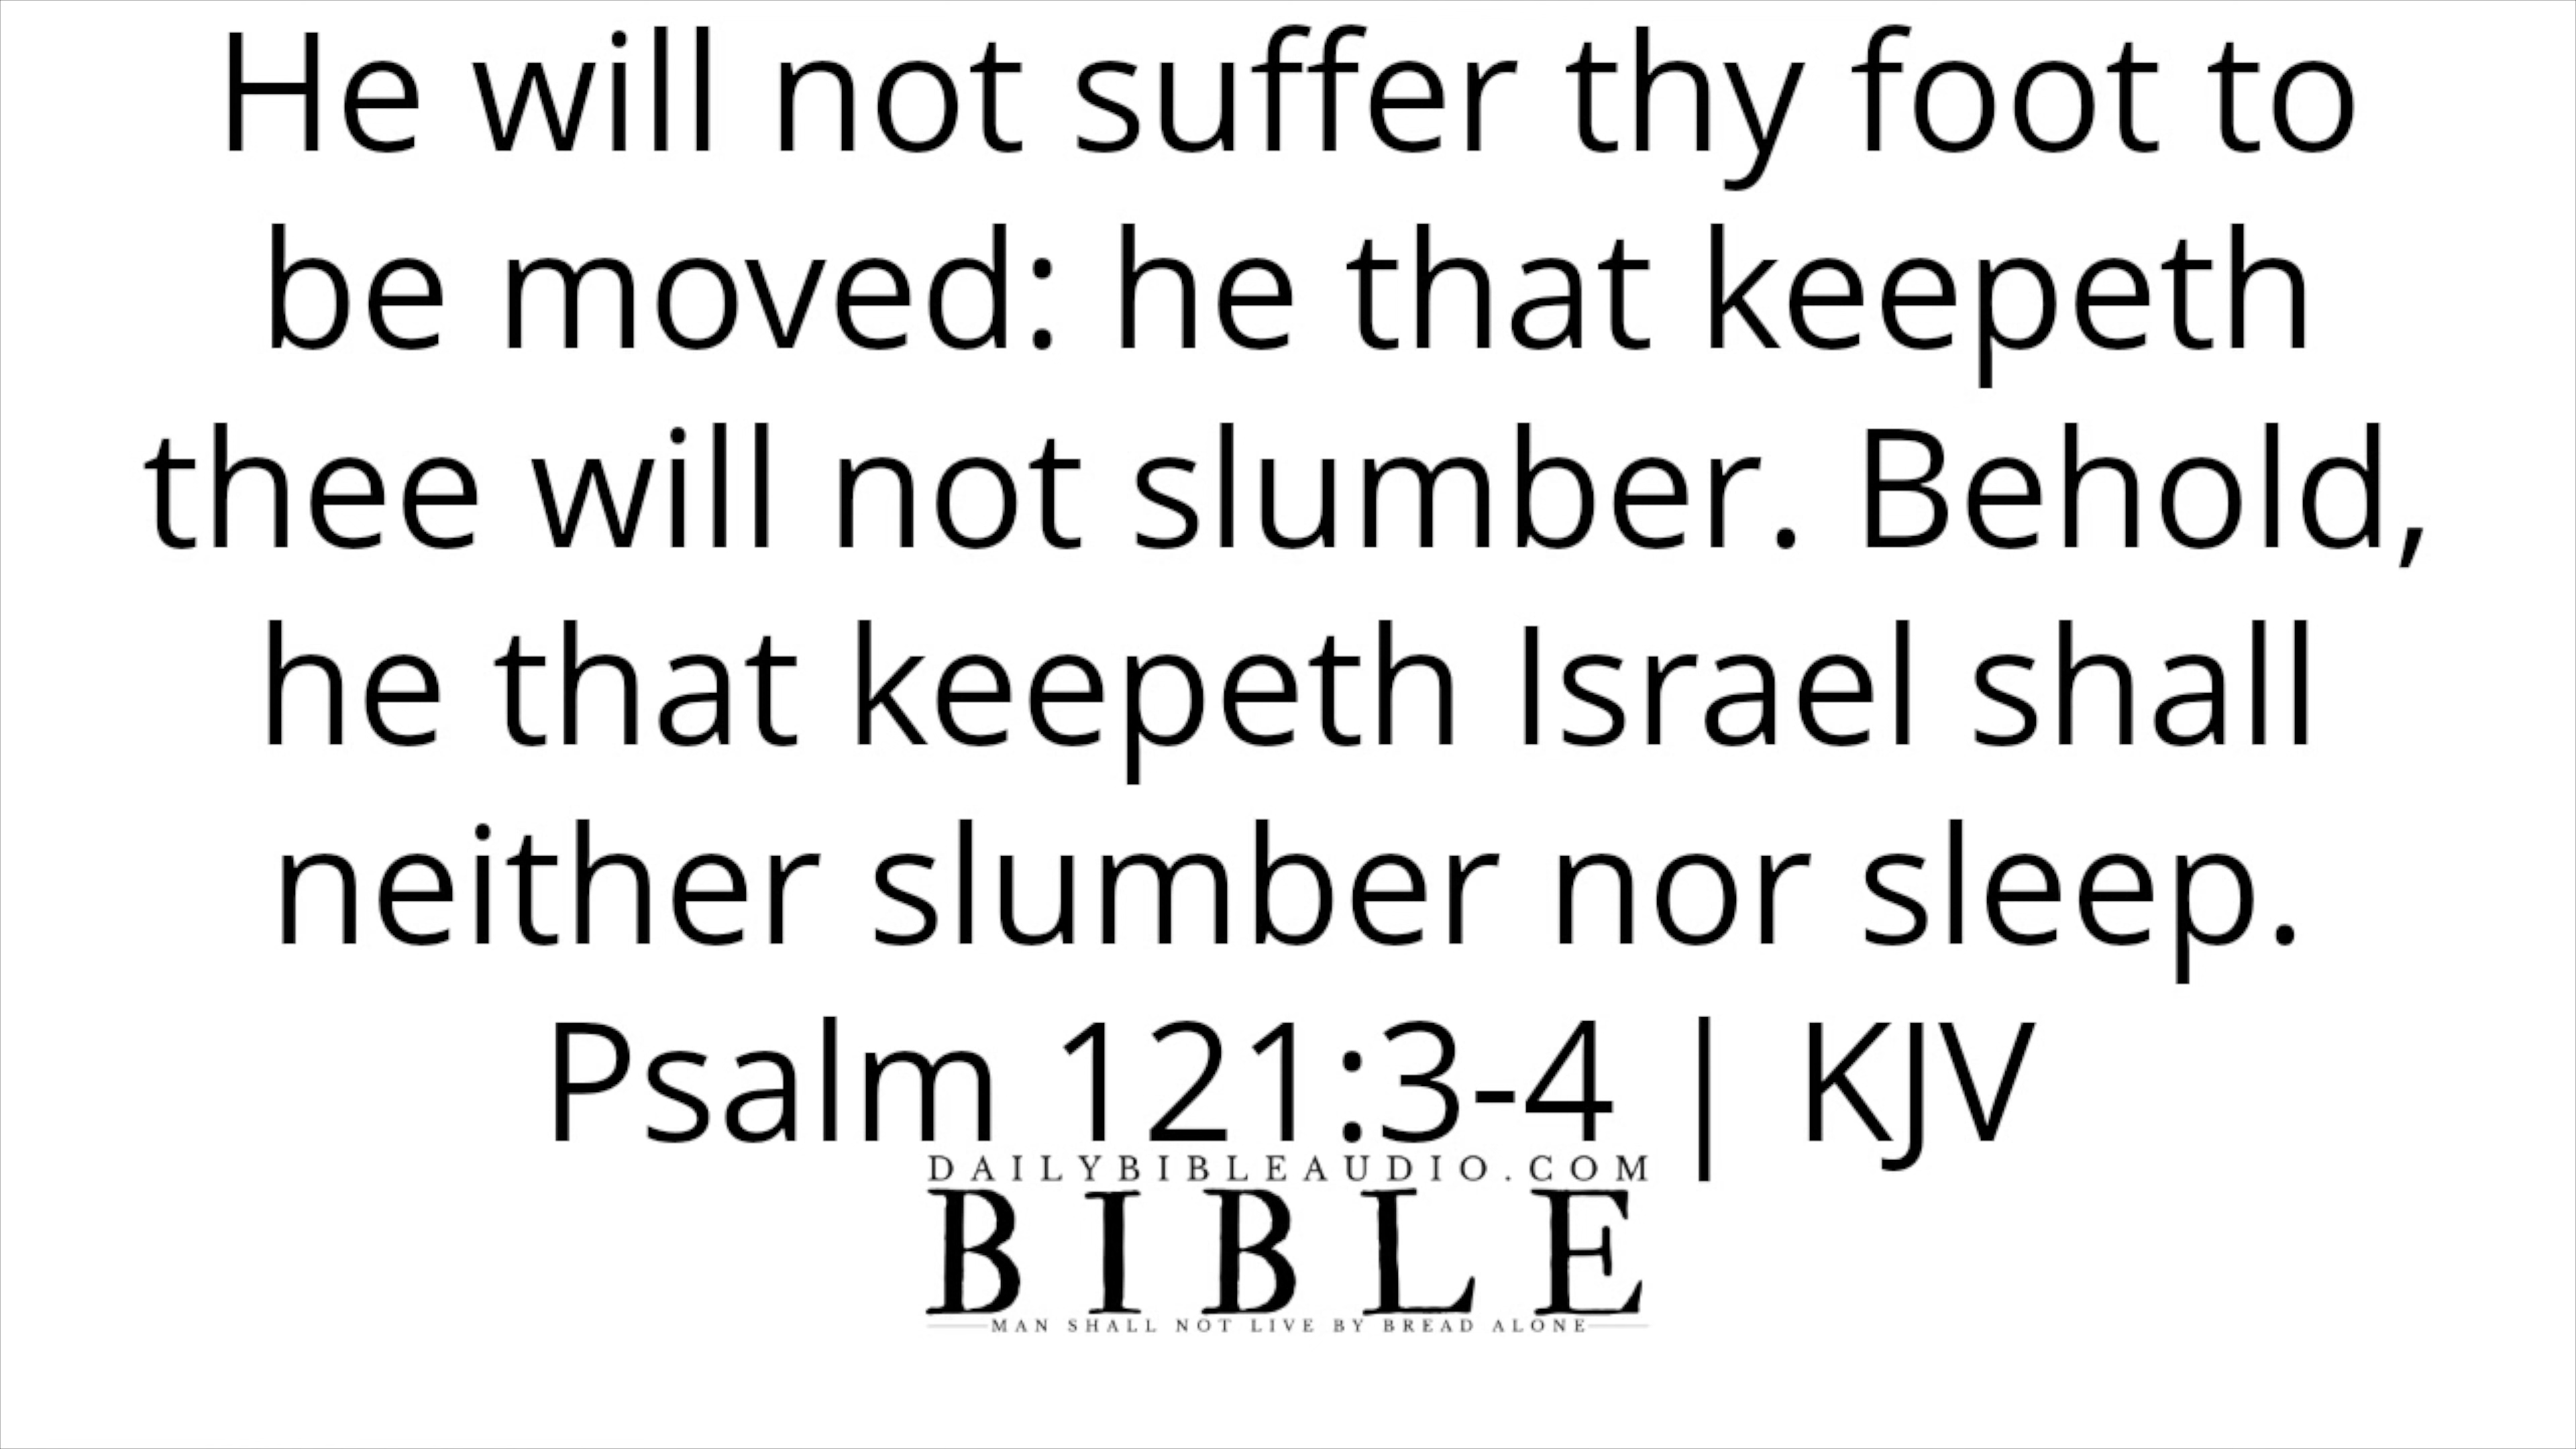 He will not suffer thy foot to
be moved: he that keepeth
thee will not slumber. Behold,
he that keepeth Israel shall
neither slumber nor sleep.
Psalm 121:3-4 | KJV
DAILYBIBLEAUDIO.COM
BIBLE
MAN SHALL NOT LIVE BY BREAD ALONE